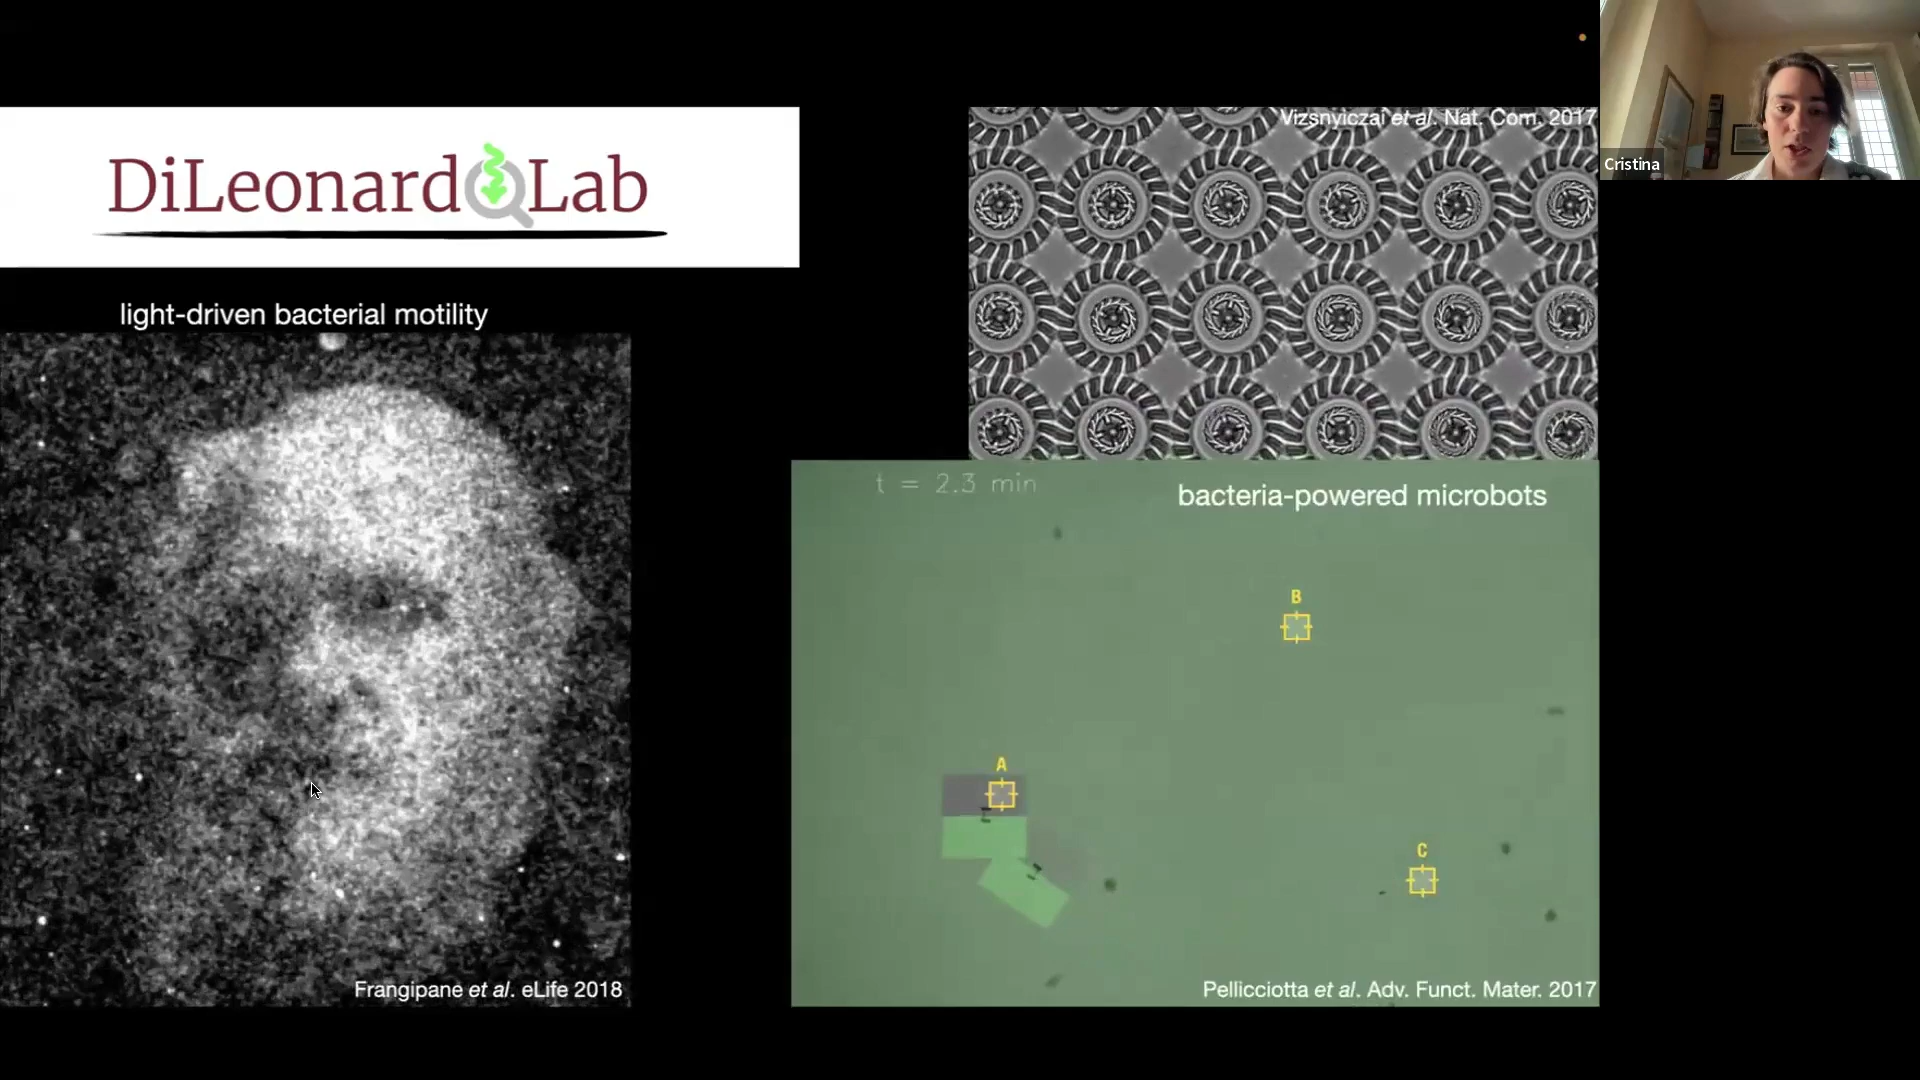 DiLeonardo Lab
light-driven bacterial motility
Frangipane et al. eLife 2018
Vizsnyiczai et al. Nat. Com. 2017
t = 2.3 min
bacteria-powered microbots
B
A
C
Pellicciotta et al. Adv. Funct. Mater. 2017
Cristina